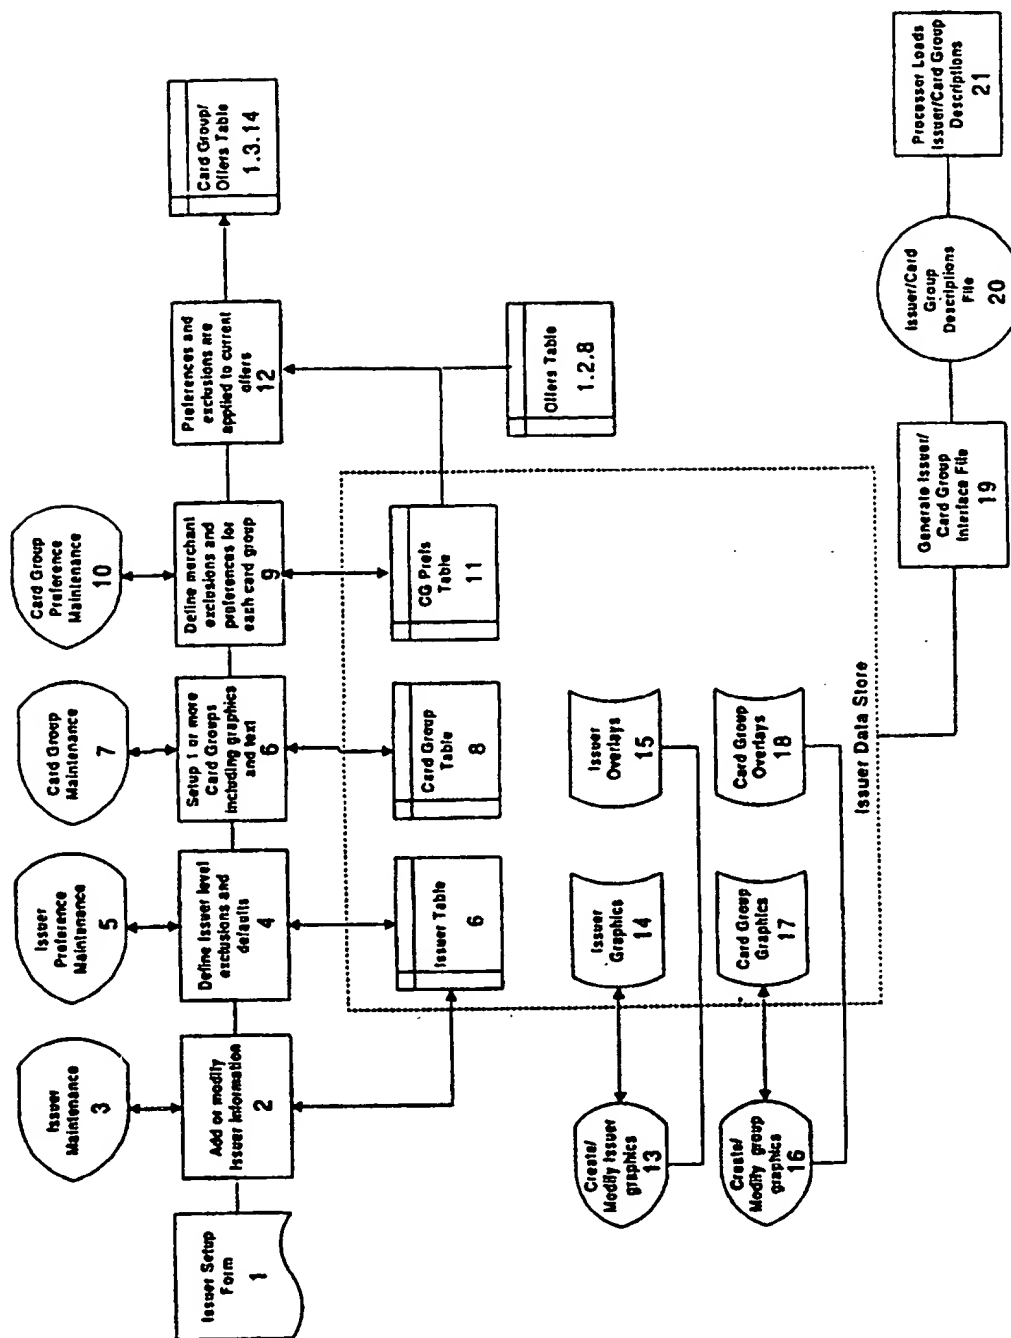 Issuer
Maintenance
3
Issuer
Preference
Maintenance
5
Card Group
Maintenance
7
Card Group
Preference
Maintenance
10
Issuer Setup
Form
1
Add or modify
Issuer Information
2
Define Issuer level
exclusions and
defaults
4
Setup 1 or more
Card Groups
including graphics
and text
6
Define merchant
exclusions and
preferences for
each card group
9
Preferences and
exclusions are
applied to current
offers
12
Card Group/
Offers Table
1.3.14
Issuer Table
6
Card Group
Table
8
CG Prefs
Table
11
Offers Table
1.2.8
Create/
Modify Issuer
graphics
13
Issuer
Graphics
14
Issuer
Overlays
15
Create/
Modify group
graphics
16
Card Group
Graphics
17
Card Group
Overlays
18
Issuer Data Store
Generate Issuer/
Card Group
Interface File
19
Issuer/Card
Group
Descriptions
File
20
Processor Loads
Issuer/Card Group
Descriptions
21